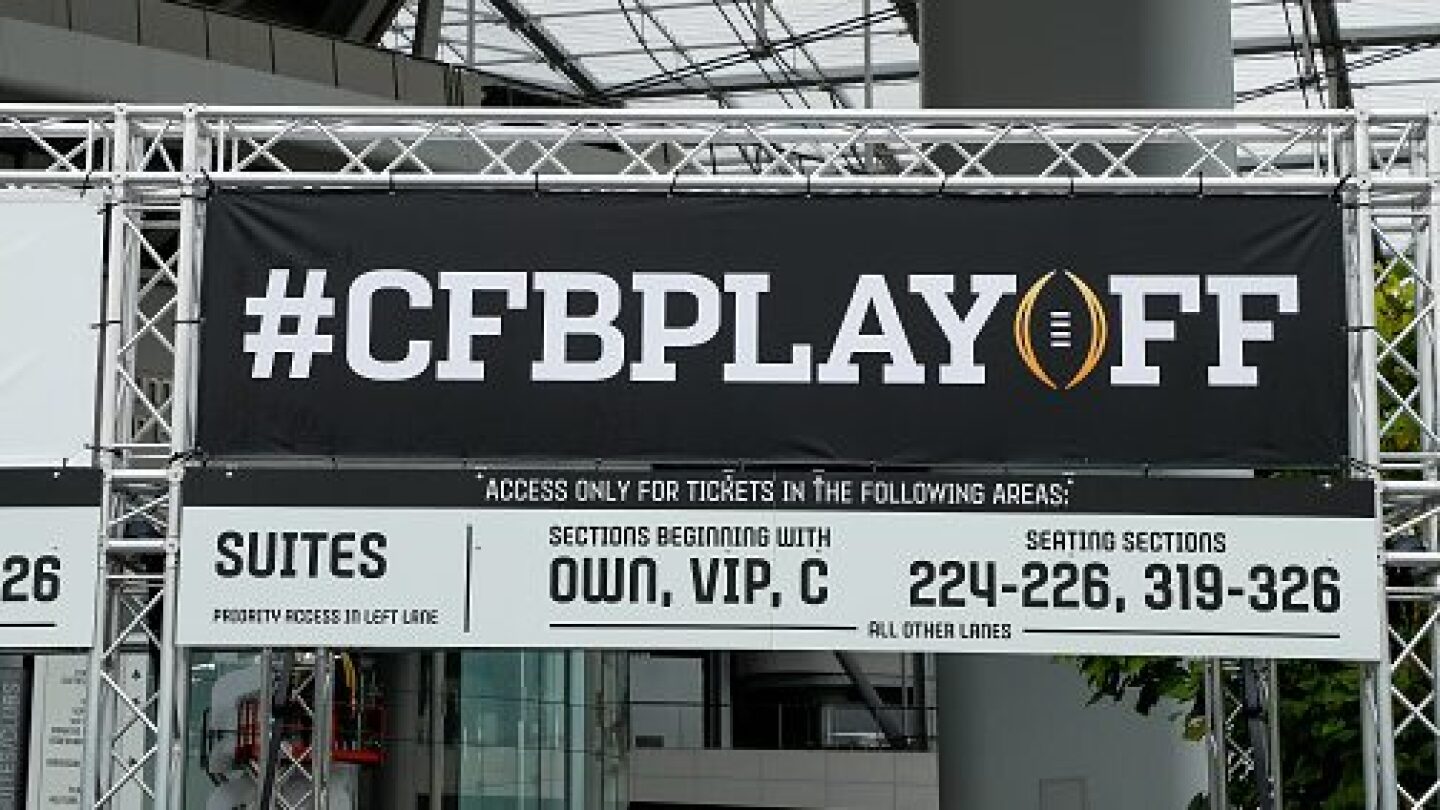 #CFBPLAYOFF
ACCESS ONLY FOR TICKETS IN THE FOLLOWING AREAS:
26
SUITES
PRIORITY ACCESS IN LEFT LANE
SECTIONS BEGINNING WITH
OWN, VIP, C
SEATING SECTIONS
224-226, 319-326
ALL OTHER LANES